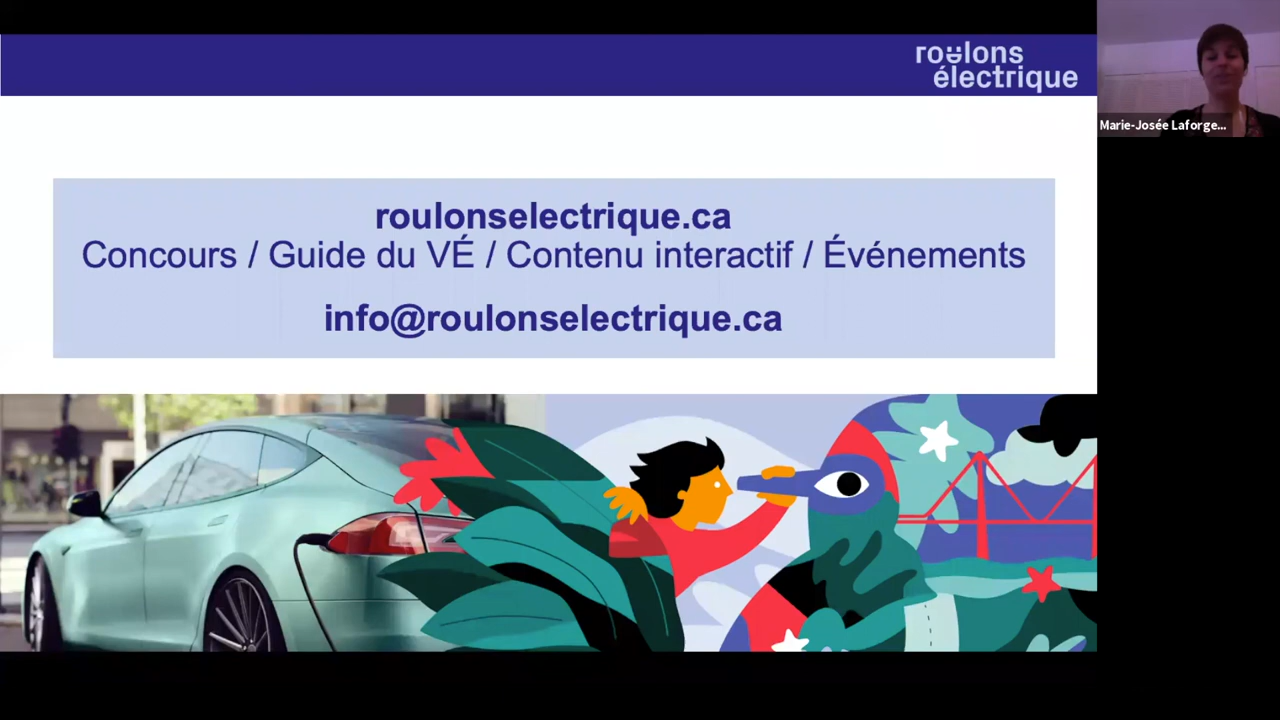 roulons
électrique
Marie-Josée Laforge...
roulonselectrique.ca
Concours / Guide du VÉ / Contenu interactif / Événements
info@roulonselectrique.ca